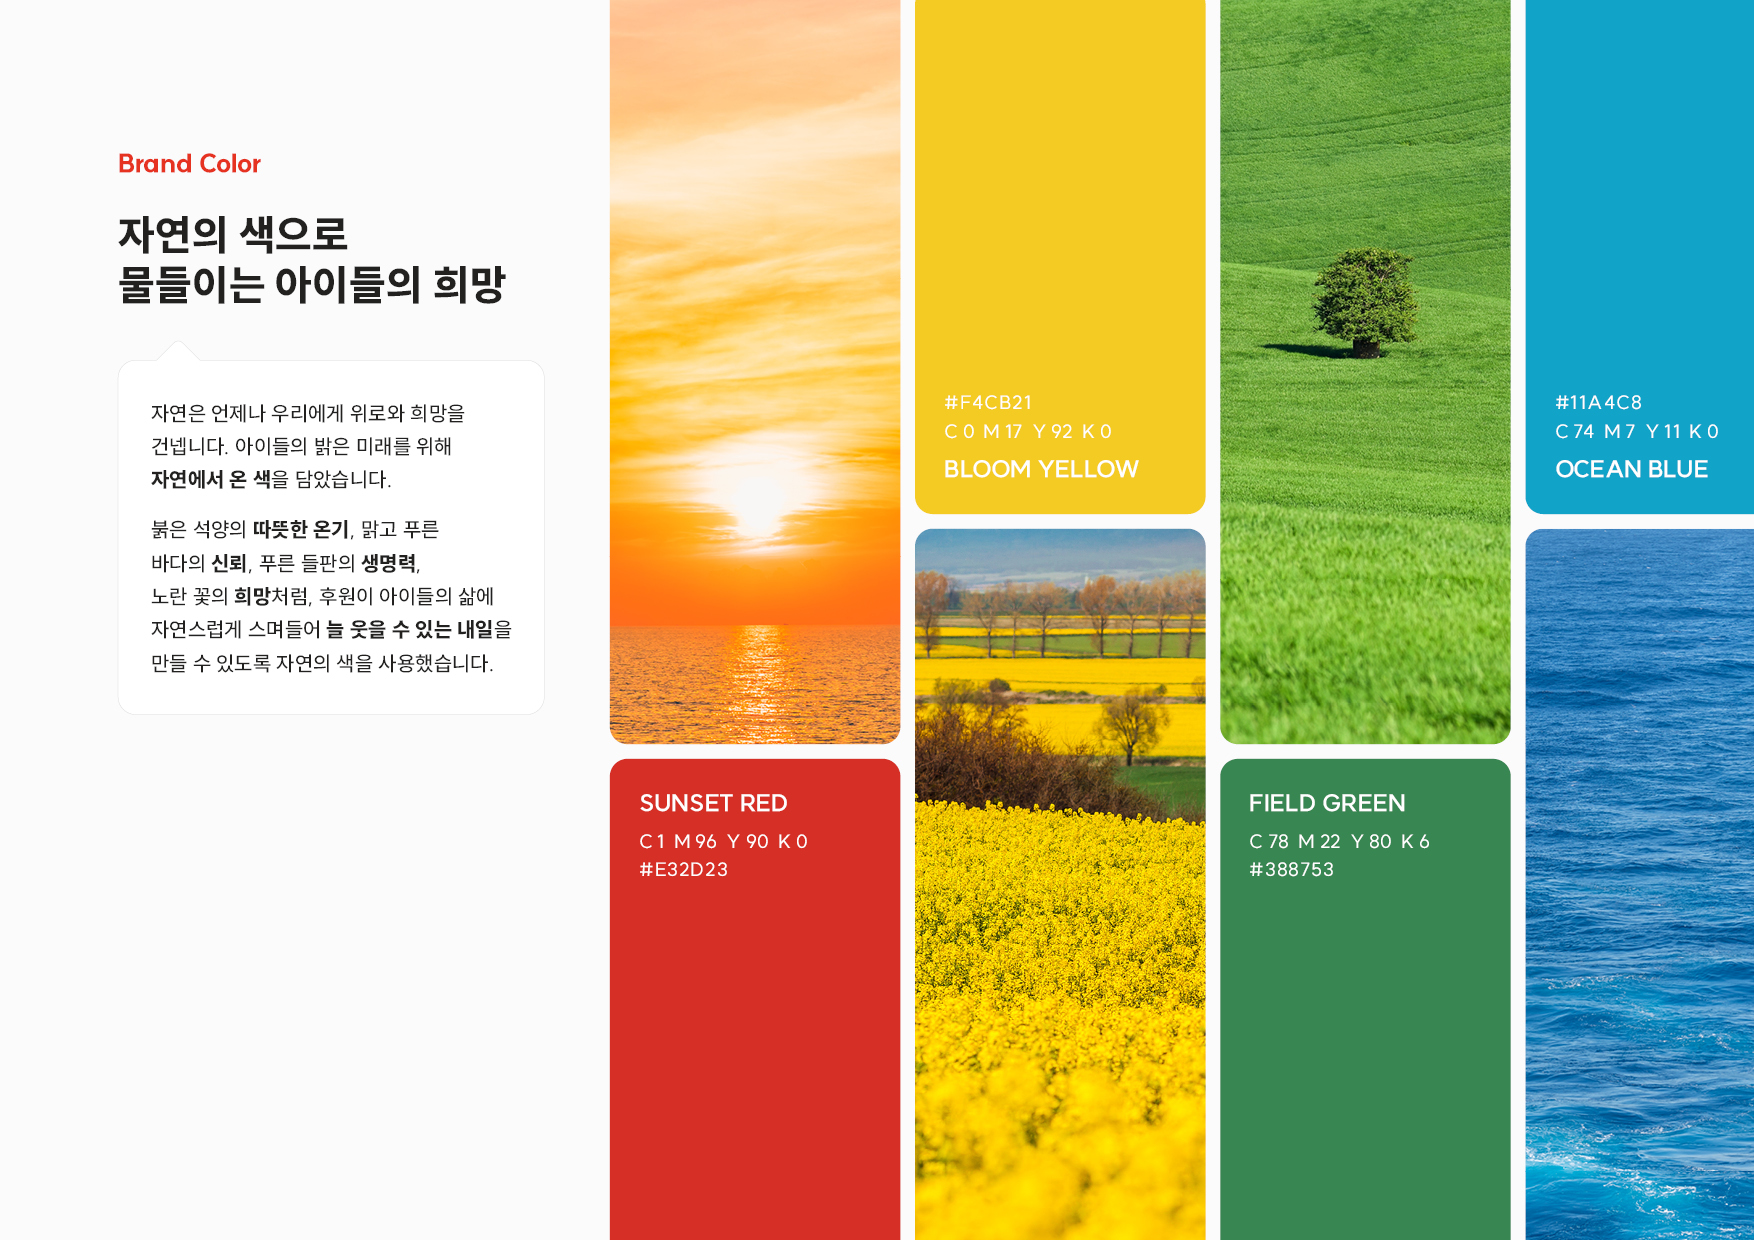 Brand Color
자연의 색으로
물들이는 아이들의 희망
자연은 언제나 우리에게 위로와 희망을
건넵니다. 아이들의 밝은 미래를 위해
자연에서 온 색을 담았습니다.
붉은 석양의 따뜻한 온기, 맑고 푸른
바다의 신뢰, 푸른 들판의 생명력,
노란 꽃의 희망처럼, 후원이 아이들의 삶에
자연스럽게 스며들어 늘 웃을 수 있는 내일을
만들 수 있도록 자연의 색을 사용했습니다.
SUNSET RED
C 1 M 96 Y 90 K 0
#E32D23
#F4CB21
C 0 M 17 Y 92 K 0
BLOOM YELLOW
FIELD GREEN
C 78 M 22 Y 80 K 6
#388753
#11A4C8
C 74 M 7 Y 11 K 0
OCEAN BLUE